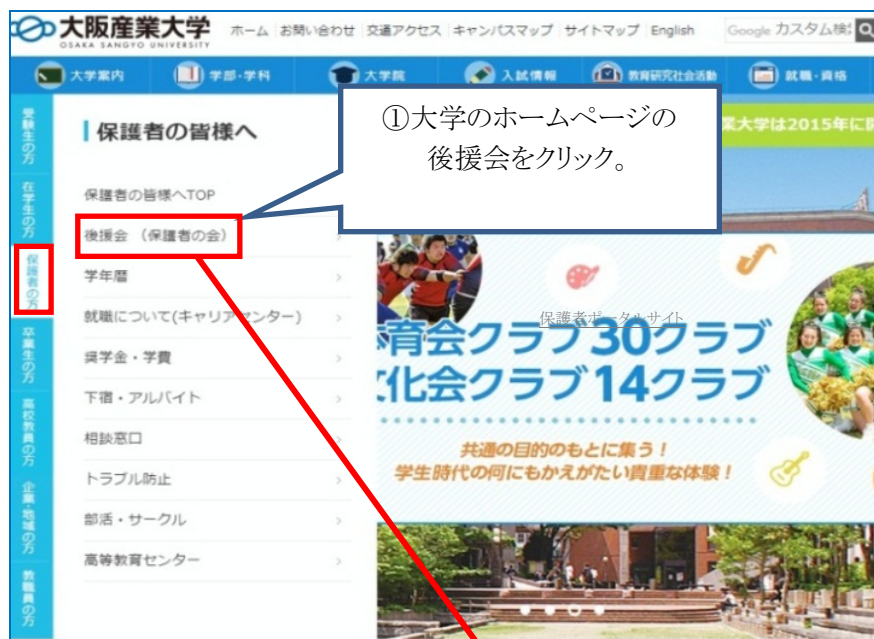 大阪産業大学
OSAKA SANGYO UNIVERSITY
ホーム お問い合わせ 交通アクセス キャンパスマップ サイトマップ English
Google カスタム検
大学案内 学部・学科 大学院 入試情報 教育研究社会活動 就職・資格
受験生の方
在学生の方
保護者の方
卒業生の方
高校教員の方
企業・地域の方
教職員の方
保護者の皆様へ
保護者の皆様へTOP
後援会 (保護者の会)
学年暦
就職について(キャリアセンター)
奨学金・学費
下宿・アルバイト
相談窓口
トラブル防止
部活・サークル
高等教育センター
①大学のホームページの
後援会をクリック。
業大学は2015年に
保護者ポータルサイト
育会クラブ30クラブ
化会クラブ14クラブ
共通の目的のもとに集う!
学生時代の何にもかえがたい貴重な体験!